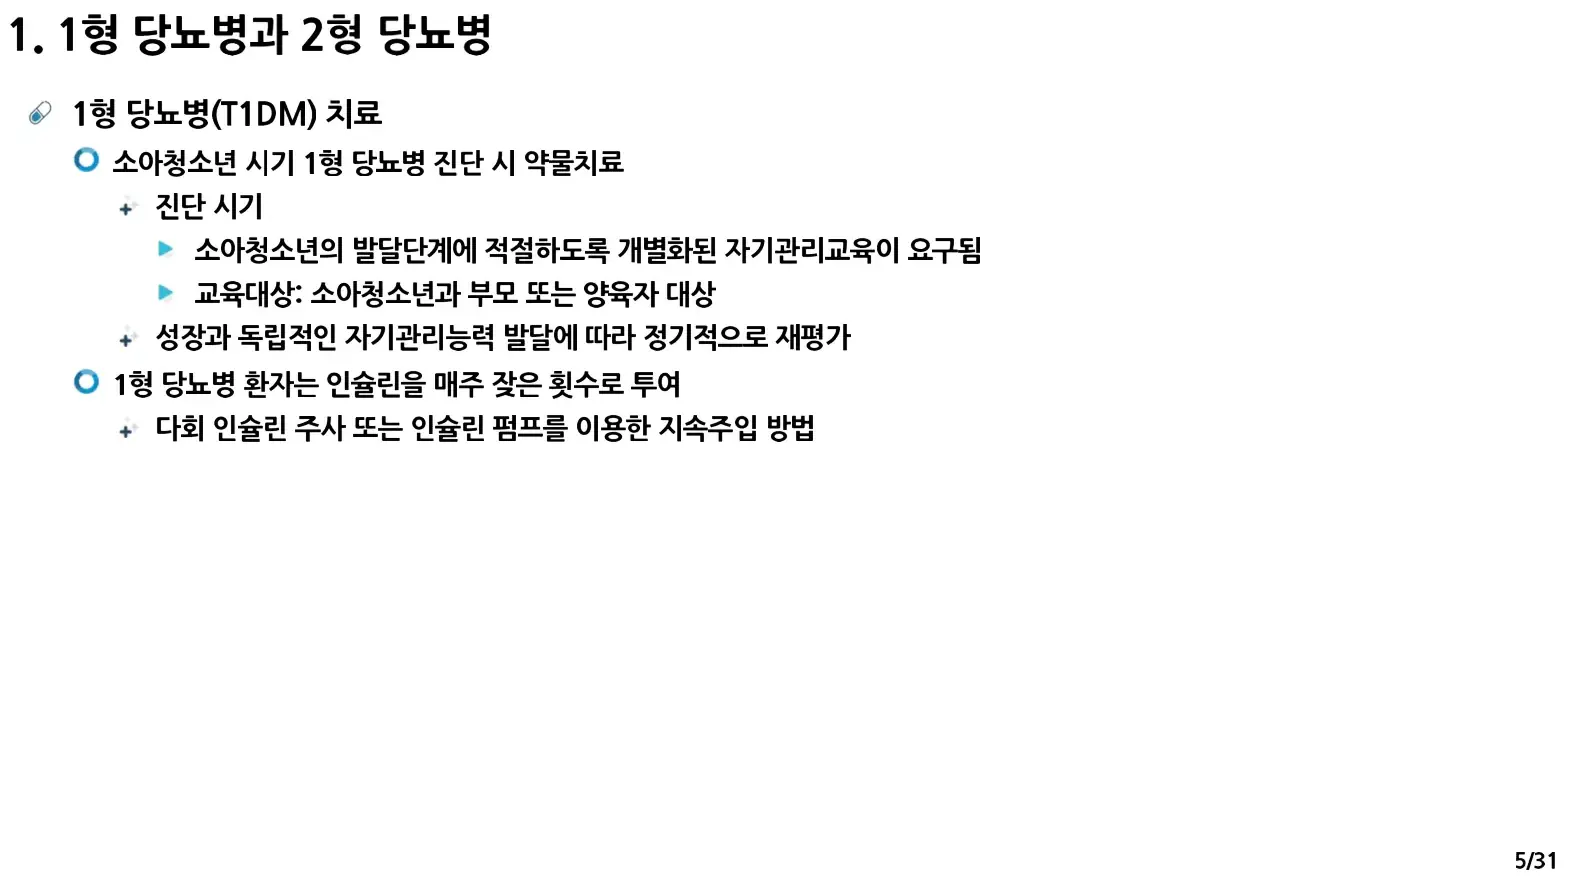 1. 1형 당뇨병과 2형 당뇨병
1형 당뇨병(T1DM) 치료
소아청소년 시기 1형 당뇨병 진단 시 약물치료
진단 시기
소아청소년의 발달단계에 적절하도록 개별화된 자기관리교육이 요구됨
교육대상: 소아청소년과 부모 또는 양육자 대상
성장과 독립적인 자기관리능력 발달에 따라 정기적으로 재평가
1형 당뇨병 환자는 인슐린을 매주 잦은 횟수로 투여
다회 인슐린 주사 또는 인슐린 펌프를 이용한 지속주입 방법
5/31